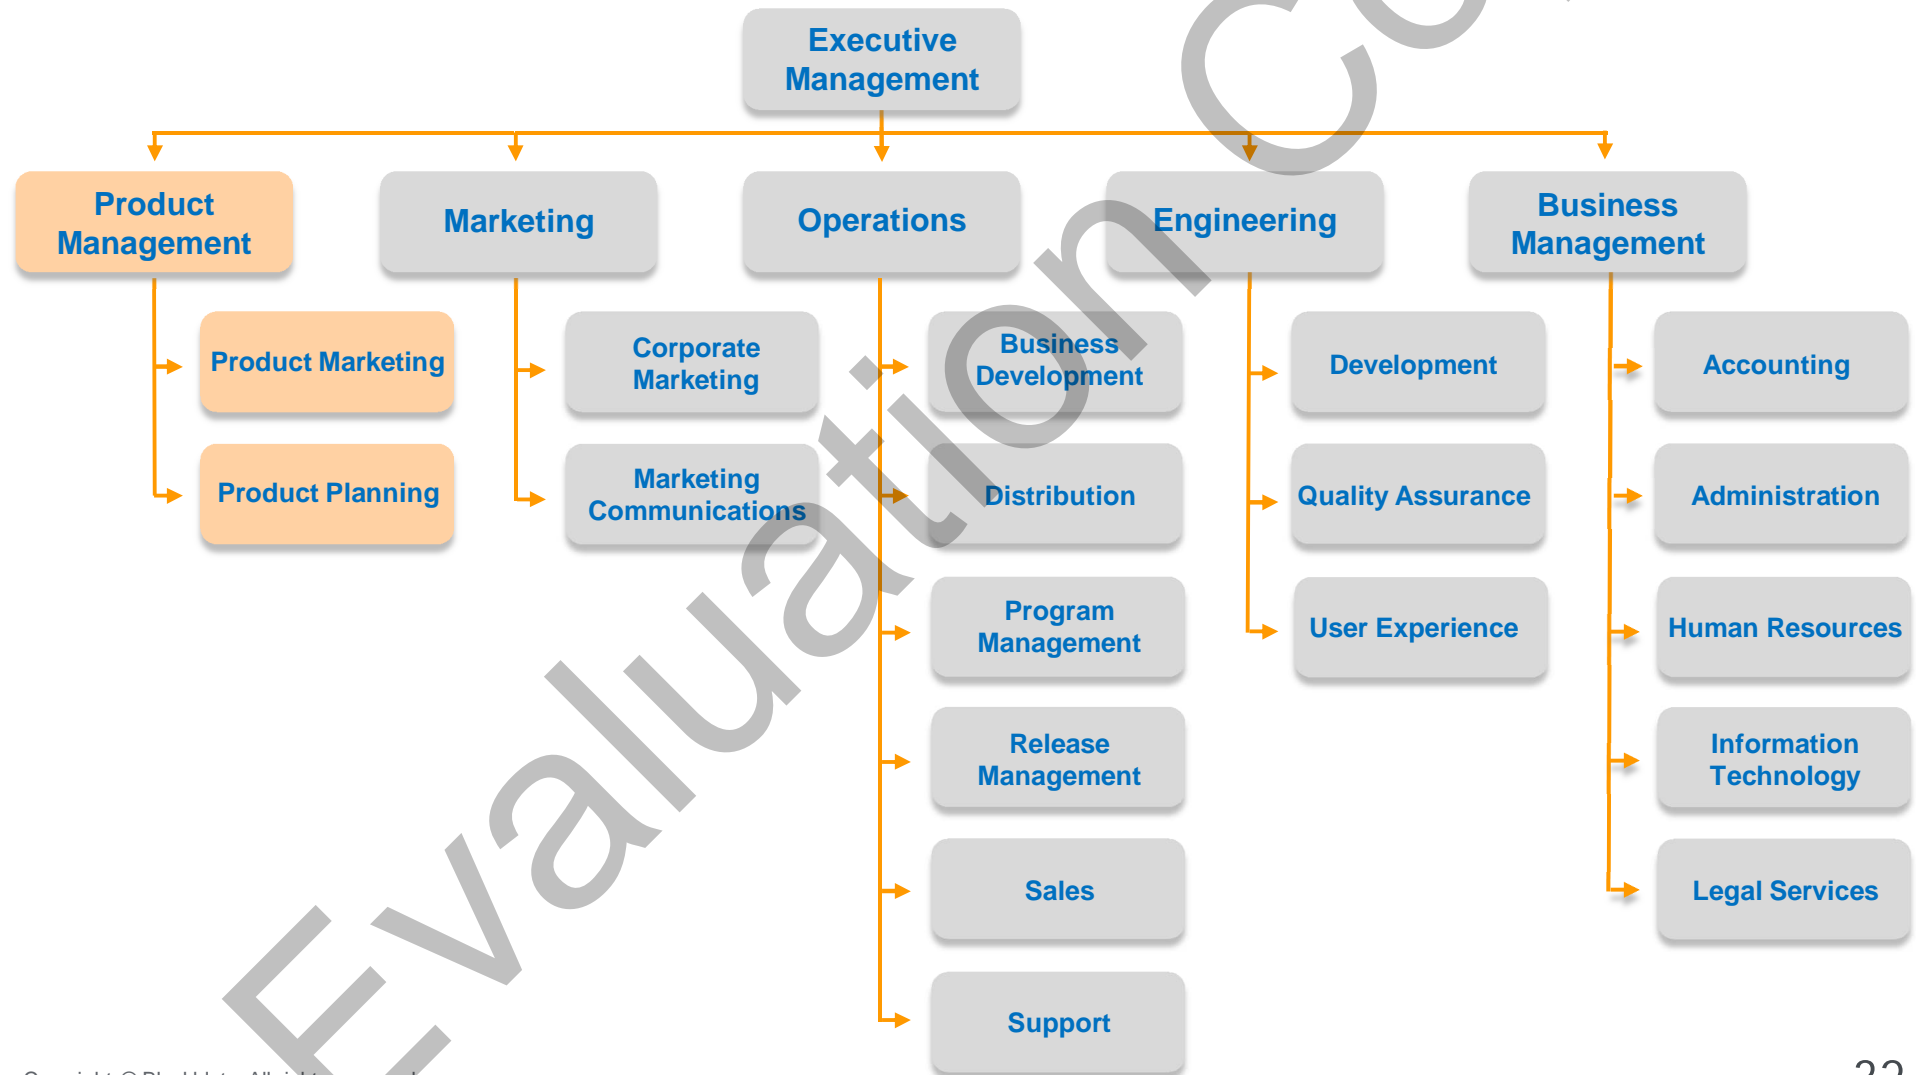 Executive
Management
Product
Management
Marketing
Operations
Engineering
Business
Management
Product Marketing
Product Planning
Corporate
Marketing
Marketing
Communications
Business
Development
Distribution
Program
Management
Release
Management
Sales
Support
Development
Quality Assurance
User Experience
Accounting
Administration
Human Resources
Information
Technology
Legal Services
Evaluation